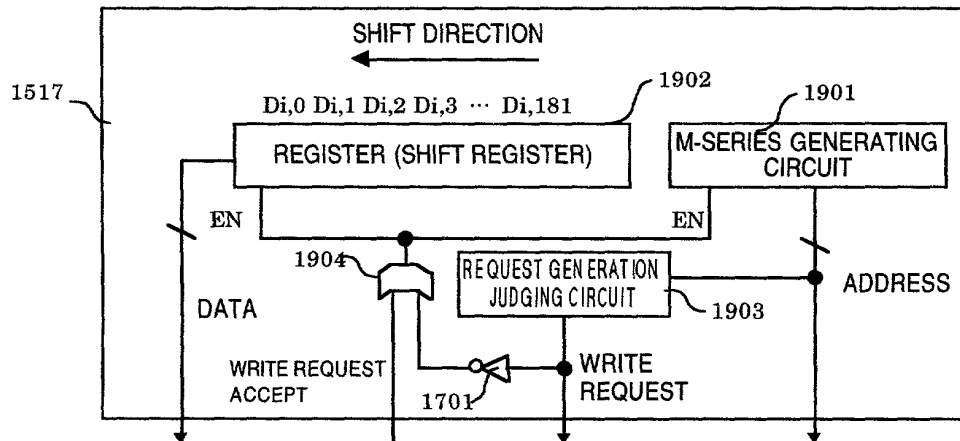 SHIFT DIRECTION
1517
1902
1901
Di,0 Di,1 Di,2 Di,3 ··· Di,181
REGISTER (SHIFT REGISTER)
M-SERIES GENERATING
CIRCUIT
EN
EN
1904
REQUEST GENERATION
JUDGING CIRCUIT
1903
ADDRESS
DATA
WRITE REQUEST
ACCEPT
1701
WRITE
REQUEST